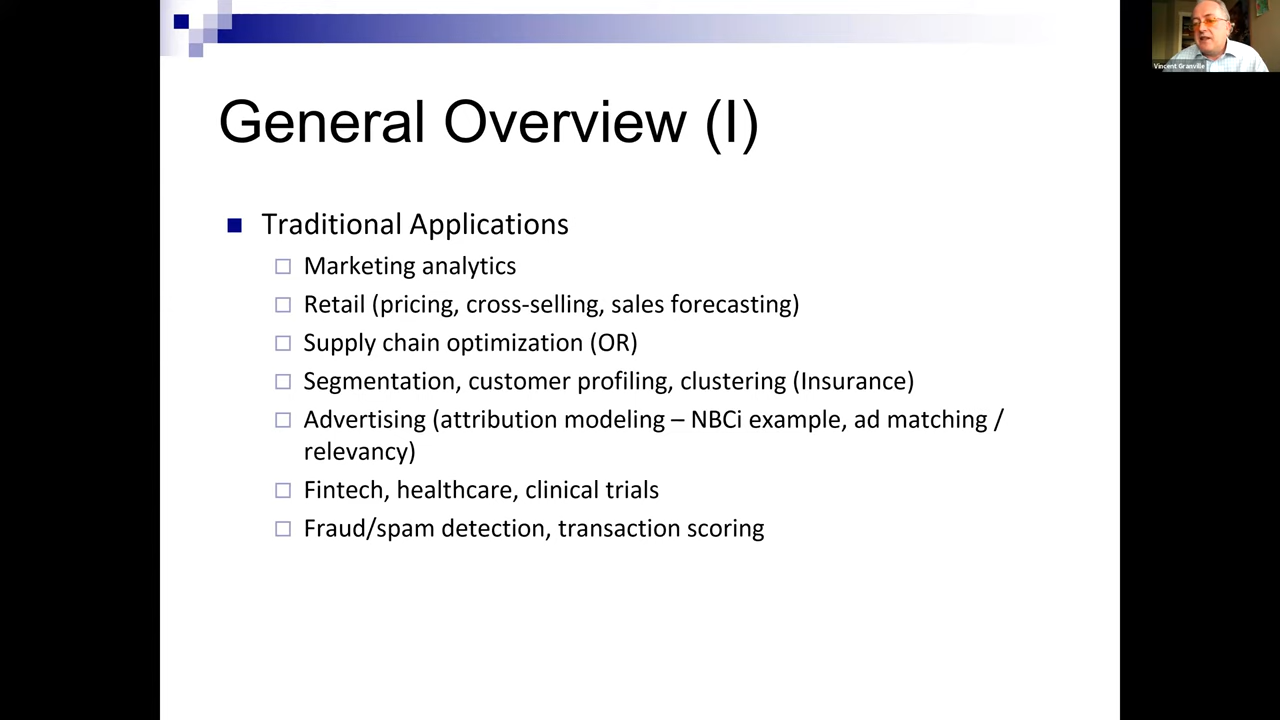 Vincent Granville
General Overview (I)
Traditional Applications
Marketing analytics
Retail (pricing, cross-selling, sales forecasting)
Supply chain optimization (OR)
Segmentation, customer profiling, clustering (Insurance)
Advertising (attribution modeling – NBCi example, ad matching /
relevancy)
Fintech, healthcare, clinical trials
Fraud/spam detection, transaction scoring